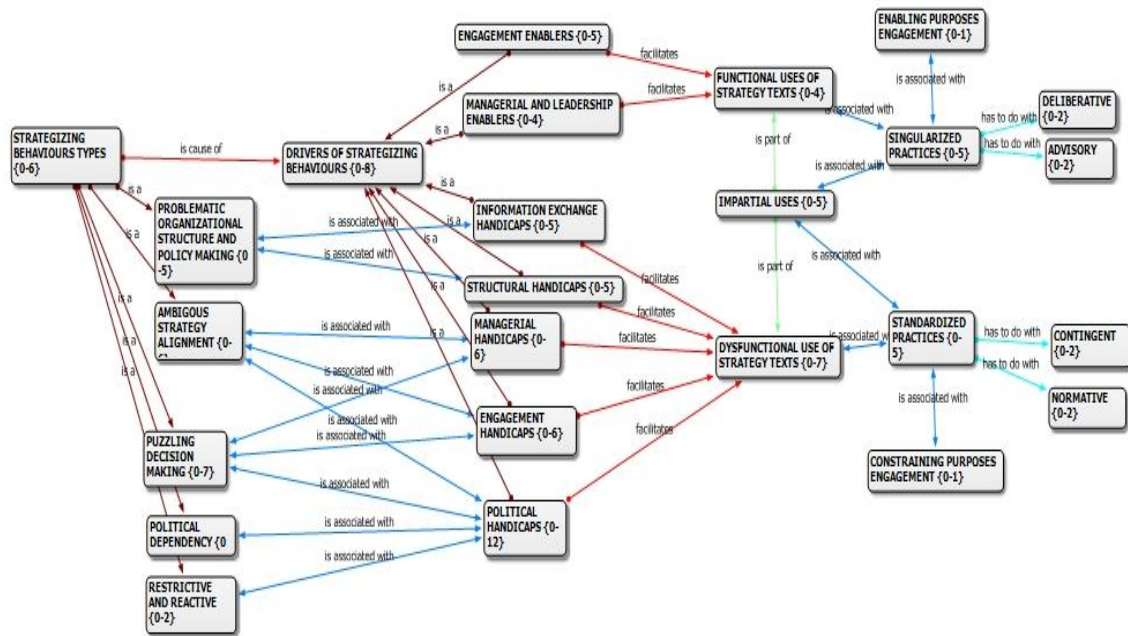 ENGAGEMENT ENABLERS {0-5}
ENABLING PURPOSES
ENGAGEMENT {0-1}
facilitates
is associated with
is a
FUNCTIONAL USES OF
STRATEGY TEXTS {0-4}
MANAGERIAL AND LEADERSHIP
ENABLERS {0-4}
facilitates
is associated with
DELIBERATIVE
{0-2}
has to do with
STRATEGIZING
BEHAVIOURS TYPES
{0-6}
is cause of
is a
DRIVERS OF STRATEGIZING
BEHAVIOURS {0-8}
SINGULARIZED
PRACTICES {0-5}
has to do with
ADVISORY
{0-2}
is part of
is associated with
is a
is a
PROBLEMATIC
ORGANIZATIONAL
STRUCTURE AND
POLICY MAKING {0
-5}
is associated with
INFORMATION EXCHANGE
HANDICAPS {0-5}
is a
IMPARTIAL USES {0-5}
is a
is a
is associated with
is associated with
is part of
facilitates
is a
STRUCTURAL HANDICAPS {0-5}
facilitates
AMBIGOUS
STRATEGY
ALIGNMENT {0-
is a
is associated with
is a
MANAGERIAL
HANDICAPS {0-
6}
facilitates
STANDARDIZED
PRACTICES {0-
5}
has to do with
CONTINGENT
{0-2}
DYSFUNCTIONAL USE OF
STRATEGY TEXTS {0-7}
is associated with
is a
has to do with
NORMATIVE
{0-2}
facilitates
is associated with
is associated with
ENGAGEMENT
HANDICAPS {0-6}
is associated with
PUZZLING
DECISION
MAKING {0-7}
facilitates
CONSTRAINING PURPOSES
ENGAGEMENT {0-1}
is associated with
POLITICAL
HANDICAPS {0-
12}
POLITICAL
DEPENDENCY {0
is associated with
is associated with
RESTRICTIVE
AND REACTIVE
{0-2}